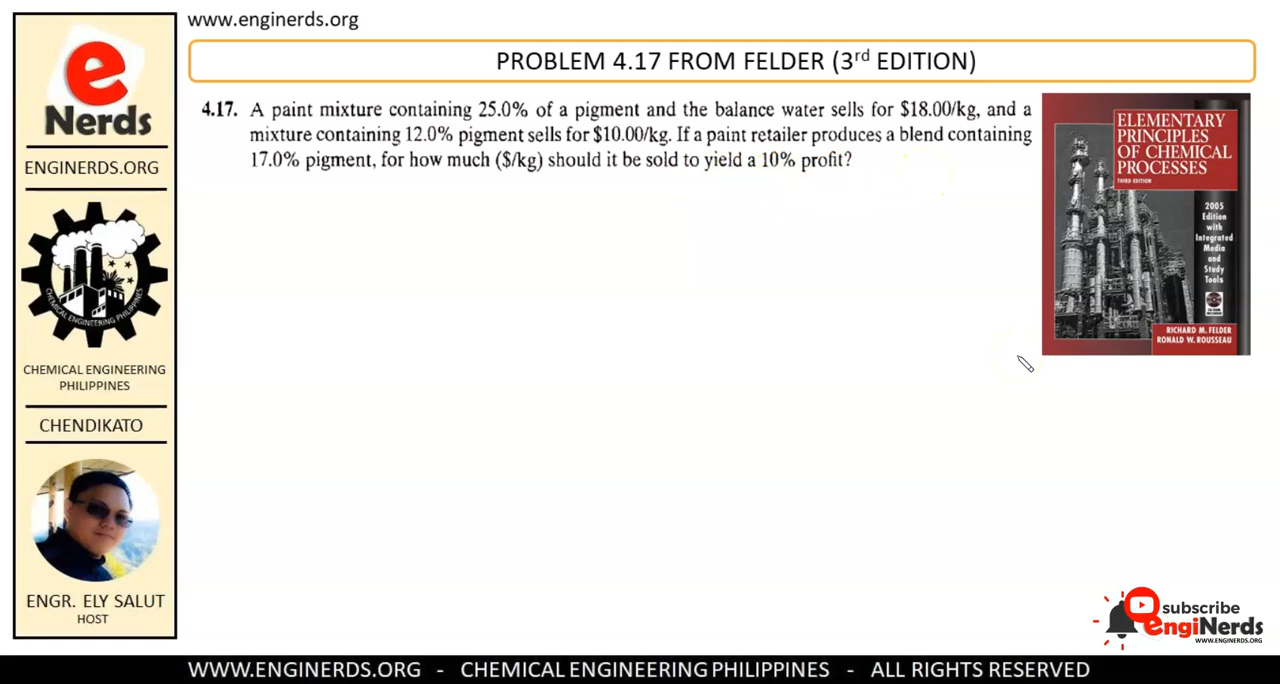 www.enginerds.org
e
Nerds
ENGINERDS.ORG
CHEMICAL ENGINEERING PHILIPPINES
CHEMICAL ENGINEERING
PHILIPPINES
CHENDIKATO
ENGR. ELY SALUT
HOST
PROBLEM 4.17 FROM FELDER (3rd EDITION)
4.17. A paint mixture containing 25.0% of a pigment and the balance water sells for $18.00/kg, and a
mixture containing 12.0% pigment sells for $10.00/kg. If a paint retailer produces a blend containing
17.0% pigment, for how much ($/kg) should it be sold to yield a 10% profit?
ELEMENTARY
PRINCIPLES
OF CHEMICAL
PROCESSES
THIRD EDITION
2005
Edition
with
Integrated
Media
and
Study
Tools
RICHARD M. FELDER
RONALD W. ROUSSEAU
subscribe
engiNerds
WWW.ENGINERDS.ORG
WWW.ENGINERDS.ORG - CHEMICAL ENGINEERING PHILIPPINES - ALL RIGHTS RESERVED